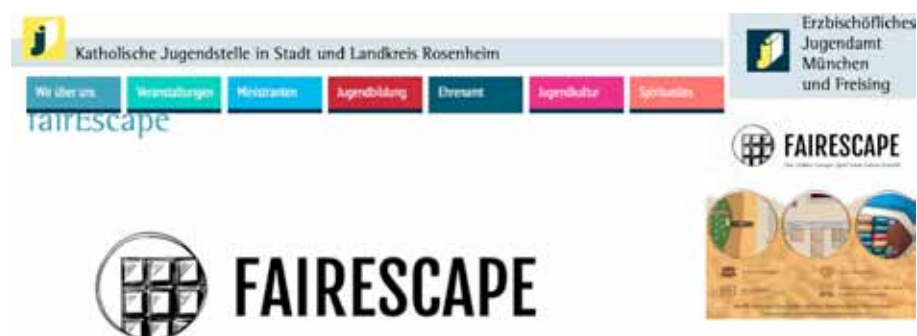 Katholische Jugendstelle in Stadt und Landkreis Rosenheim
Erzbischöfliches
Jugendamt
München
und Freising
Wir über uns
Veranstaltungen
Ministranten
Jugendbildung
Ehrenamt
Jugendkultur
Spirituelles
fairEscape
FAIRESCAPE
FAIRESCAPE